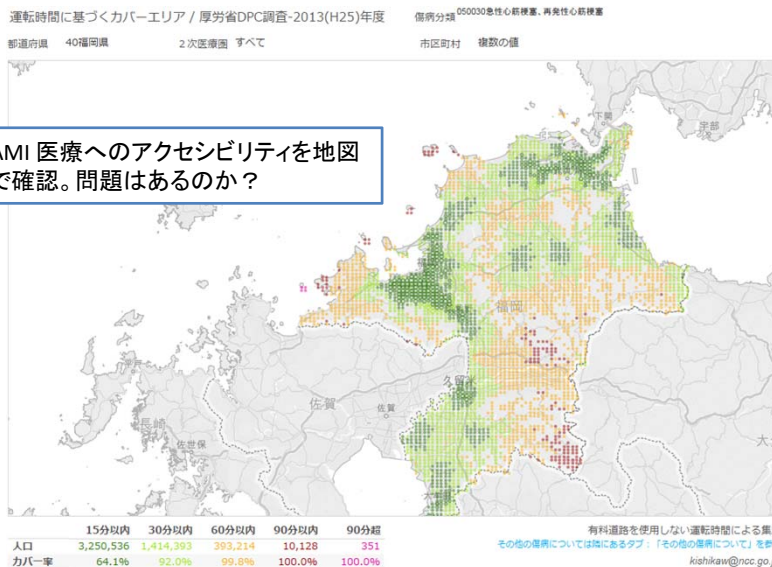 運転時間に基づくカバーエリア / 厚労省DPC調査-2013(H25)年度
傷病分類 050030急性心筋梗塞、再発性心筋梗塞
都道府県 40福岡県 2次医療圏 すべて 市区町村 複数の値
AMI 医療へのアクセシビリティを地図
で確認。問題はあるのか？
下関
宇部
福岡
久留米
佐賀
佐賀
長崎
佐世保
大
15分以内 30分以内 60分以内 90分以内 90分超
人口 3,250,536 1,414,393 393,214 10,128 351
カバー率 64.1% 92.0% 99.8% 100.0% 100.0%
有料道路を使用しない運転時間による集
その他の傷病については隣にあるタブ：「その他の傷病について」を参
kishikaw@ncc.go.j